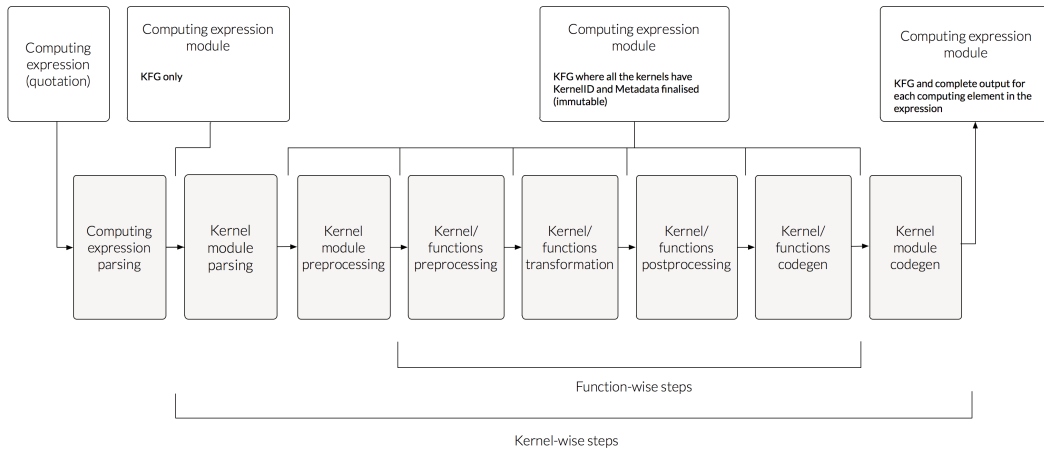 Computing
expression
(quotation)
Computing expression
module
KFG only
Computing expression
module
KFG where all the kernels have
KernelID and Metadata finalised
(immutable)
Computing expression
module
KFG and complete output for
each computing element in the
expression
Computing
expression
parsing
Kernel
module
parsing
Kernel
module
preprocessing
Kernel/
functions
preprocessing
Kernel/
functions
transformation
Kernel/
functions
postprocessing
Kernel/
functions
codegen
Kernel
module
codegen
Function-wise steps
Kernel-wise steps